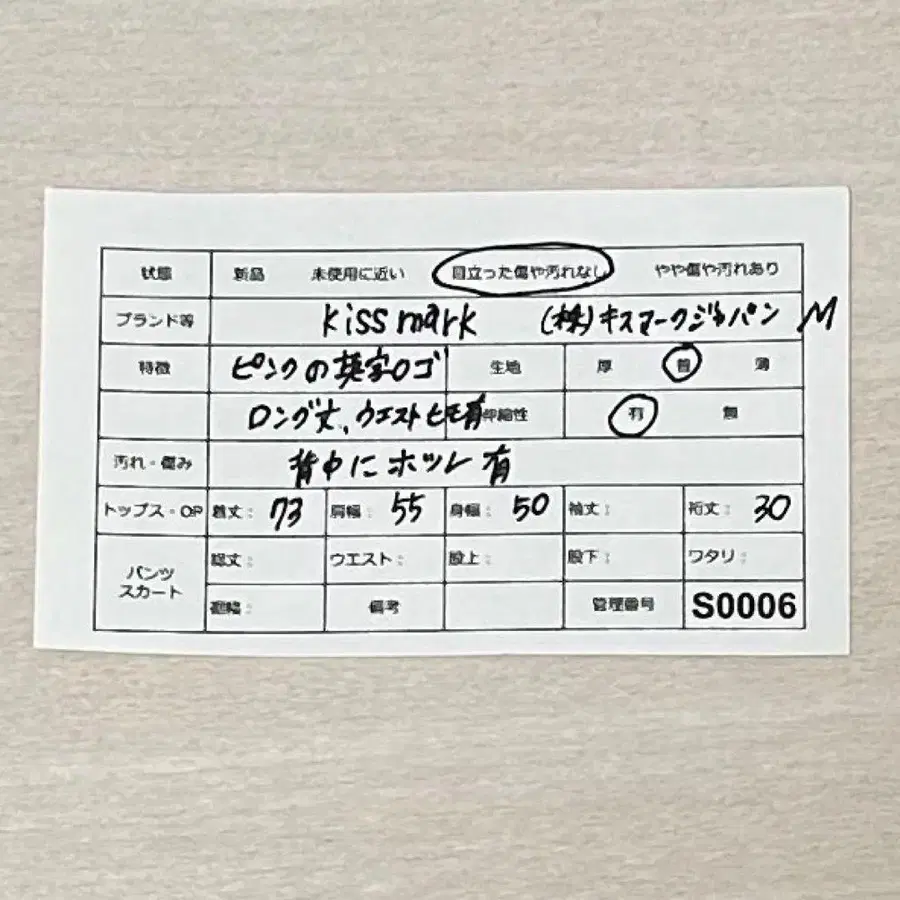 状態 新品 未使用に近い 目立った傷や汚れなし やや傷や汚れあり
ブランド等 kissmark (株)キスマークジャパン M
特徴 ピンクの英字ロゴ 生地 厚 普 薄
ロング丈、ウエストヒモ有 伸縮性 有 無
汚れ・傷み 背中にホツレ有
トップス・OP 着丈: 73 肩幅: 55 身幅: 50 袖丈: 裄丈: 30
パンツ スカート 総丈: ウエスト: 股上: 股下: ワタリ:
裾幅: 備考 管理番号 S0006